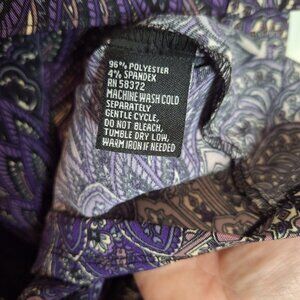 96% POLYESTER
4% SPANDEX
RN 58372
MACHINE WASH COLD
SEPARATELY
GENTLE CYCLE,
DO NOT BLEACH,
TUMBLE DRY LOW,
WARM IRON IF NEEDED